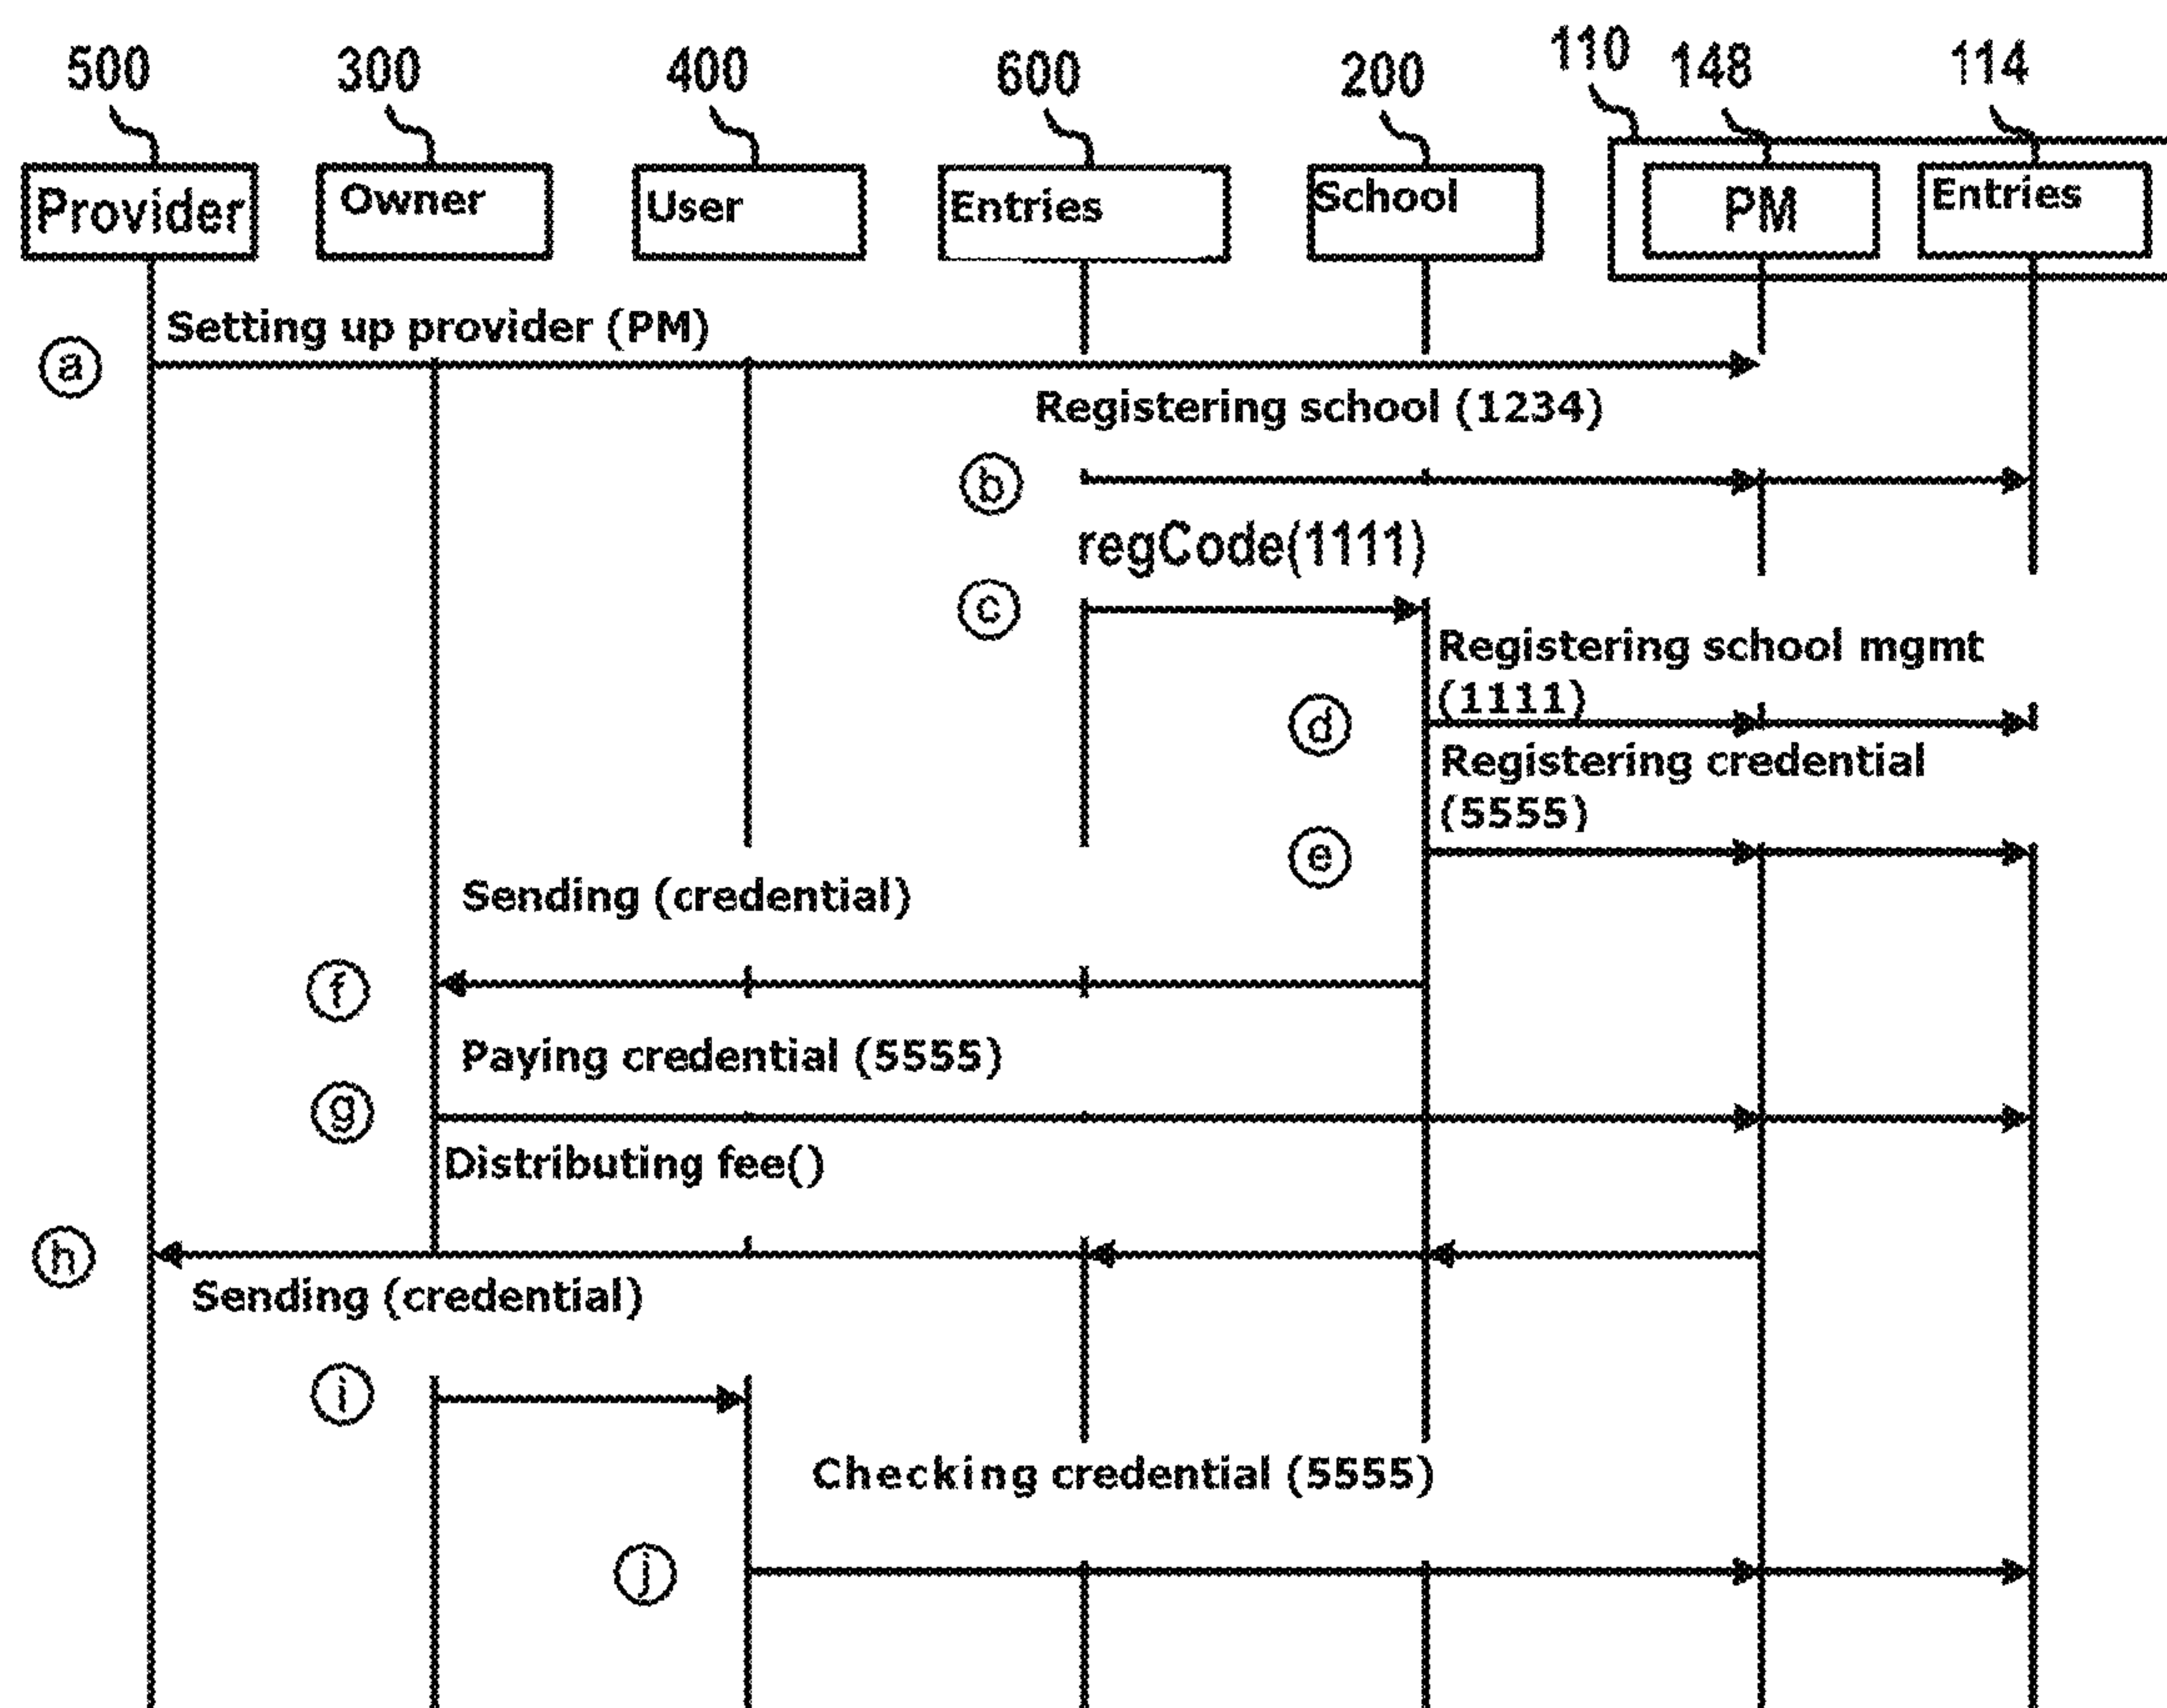 500 300 400 600 200 110 148 114
Provider Owner User Entries School PM Entries
Setting up provider (PM)
a
Registering school (1234)
b
regCode(1111)
c
Registering school mgmt
(1111)
d
Registering credential
(5555)
e
Sending (credential)
f
Paying credential (5555)
g
Distributing fee()
h
Sending (credential)
i
Checking credential (5555)
j